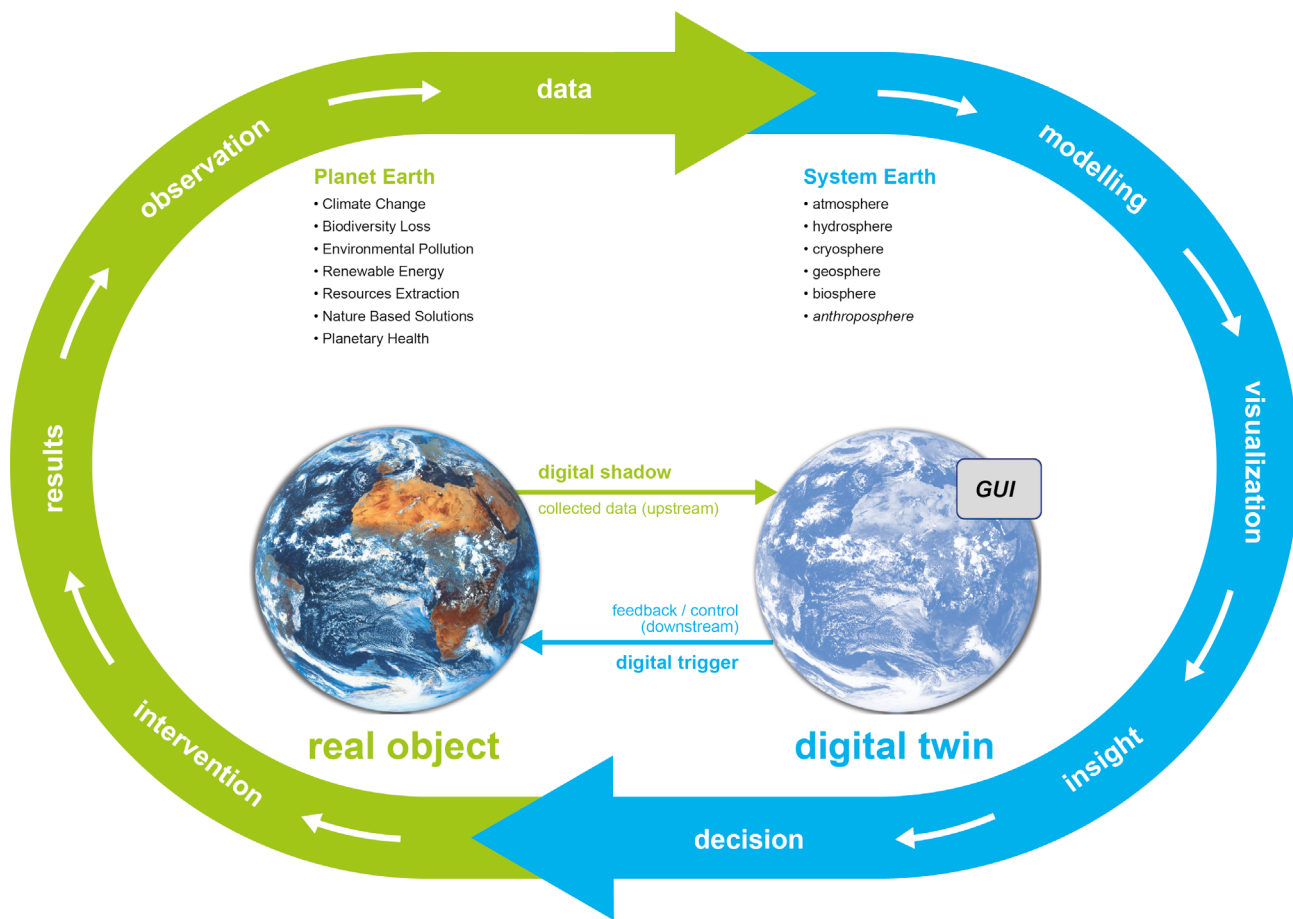 data
observation
modelling
Planet Earth
• Climate Change
• Biodiversity Loss
• Environmental Pollution
• Renewable Energy
• Resources Extraction
• Nature Based Solutions
• Planetary Health
System Earth
• atmosphere
• hydrosphere
• cryosphere
• geosphere
• biosphere
• anthroposphere
results
visualization
digital shadow
collected data (upstream)
GUI
feedback / control
(downstream)
digital trigger
real object
digital twin
intervention
insight
decision